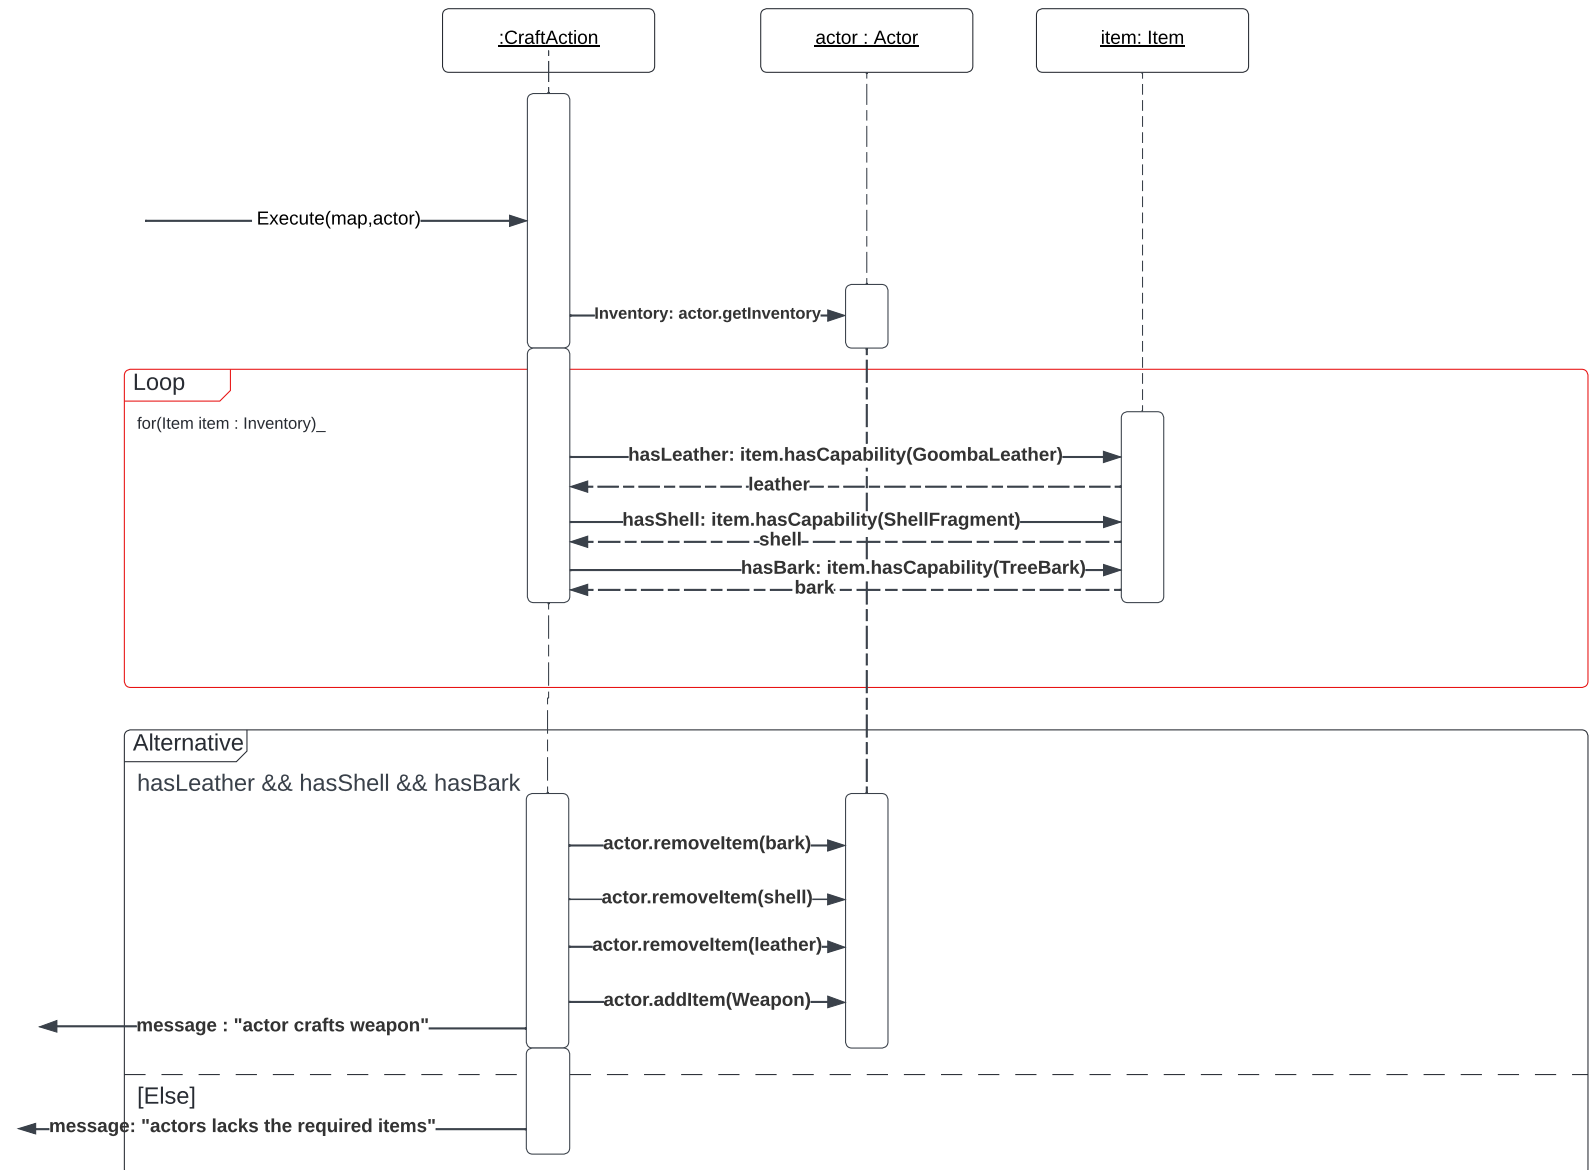 :CraftAction
actor : Actor
item: Item
Execute(map,actor)
Inventory: actor.getInventory
Loop
for(Item item : Inventory)_
hasLeather: item.hasCapability(GoombaLeather)
leather
hasShell: item.hasCapability(ShellFragment)
shell
hasBark: item.hasCapability(TreeBark)
bark
Alternative
hasLeather && hasShell && hasBark
actor.removeItem(bark)
actor.removeItem(shell)
actor.removeItem(leather)
actor.addItem(Weapon)
message : "actor crafts weapon"
[Else]
message: "actors lacks the required items"